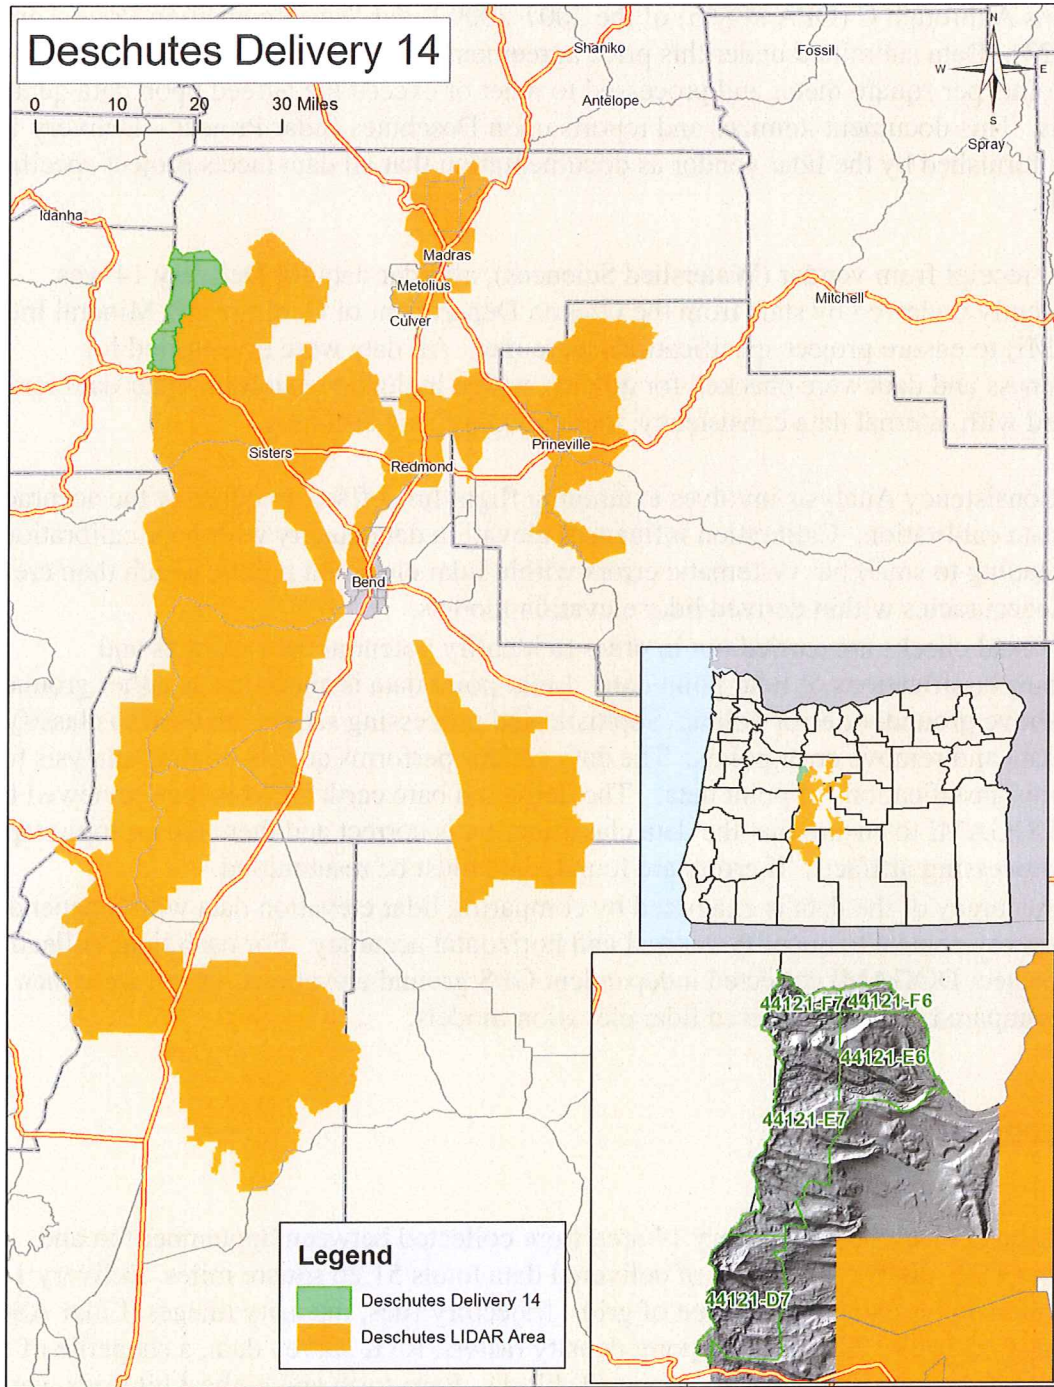 Deschutes Delivery 14
0 10 20 30 Miles
N
W E
S
Shaniko
Fossil
Antelope
Spray
Idanha
Madras
Metolius
Mitchell
Culver
Sisters
Redmond
Prineville
Bend
44121-F7
44121-F6
44121-E6
44121-E7
44121-D7
Legend
Deschutes Delivery 14
Deschutes LIDAR Area